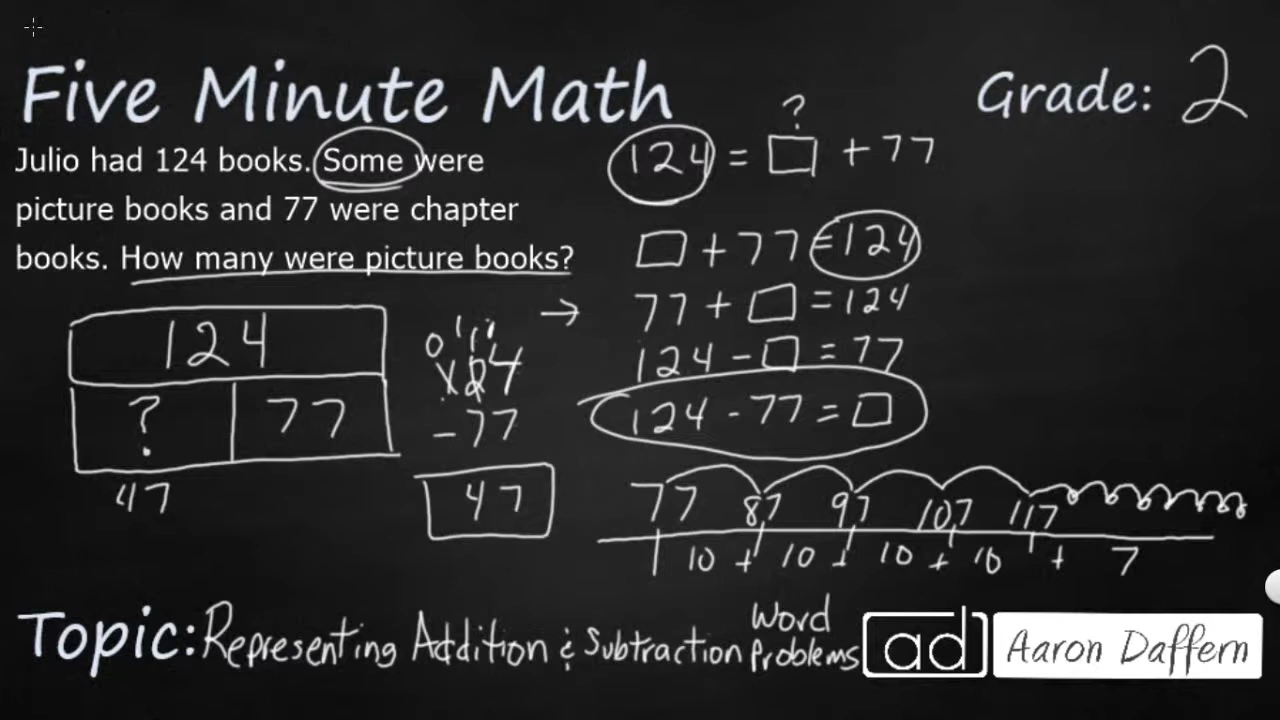 Five Minute Math
Grade: 2
Julio had 124 books. Some were
picture books and 77 were chapter
books. How many were picture books?
?
124 = □ + 77
□ + 77 = 124
→ 77 + □ = 124
124 - □ = 77
124 - 77 = □
124
? 77
47
0 11
124
- 77
47
77 87 97 107 117
10 + 10 + 10 + 10 + 7
Topic: Representing Addition & Subtraction Word
Problems
ad Aaron Daffern